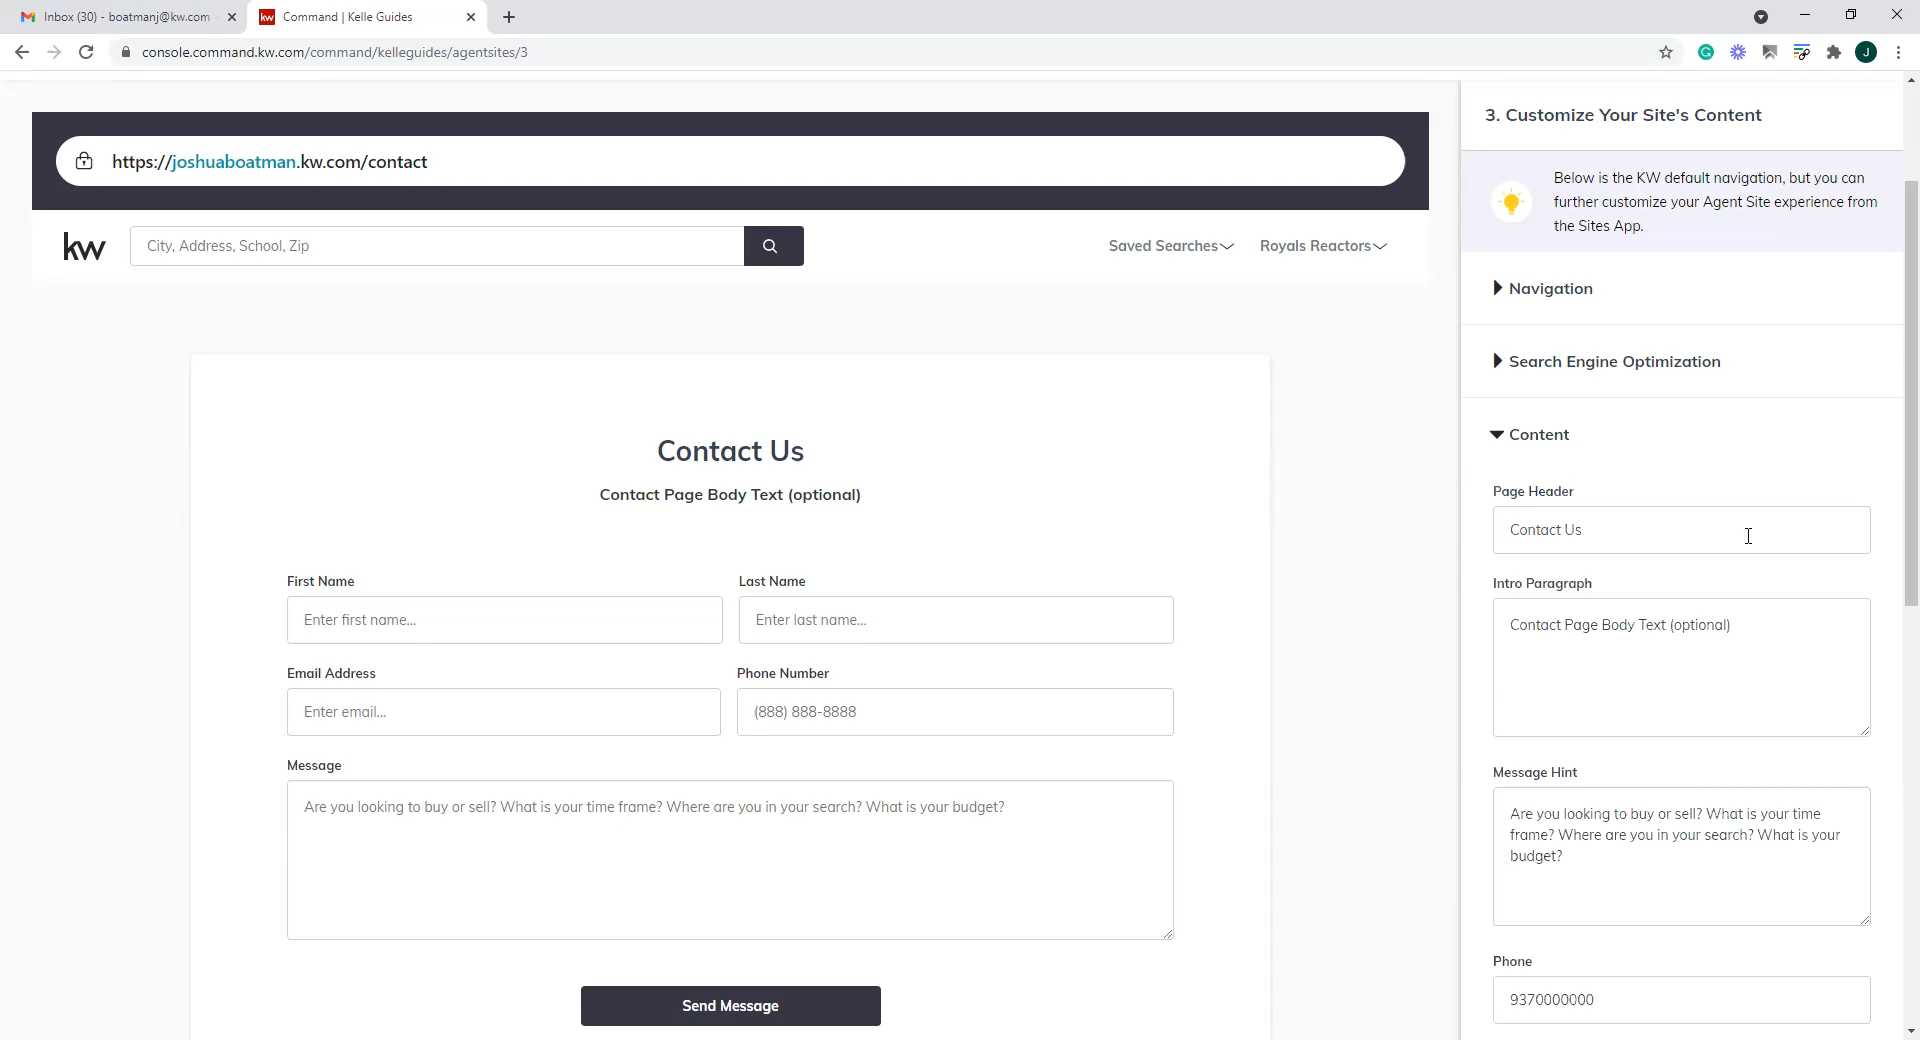 Inbox (30) - boatmanj@kw.com
Command | Kelle Guides
console.command.kw.com/command/kelleguides/agentsites/3
J
https://joshuaboatman.kw.com/contact
kw
City, Address, School, Zip
Saved Searches
Royals Reactors
Contact Us
Contact Page Body Text (optional)
First Name
Last Name
Enter first name...
Enter last name...
Email Address
Phone Number
Enter email...
(888) 888-8888
Message
Are you looking to buy or sell? What is your time frame? Where are you in your search? What is your budget?
Send Message
3. Customize Your Site's Content
Below is the KW default navigation, but you can
further customize your Agent Site experience from
the Sites App.
Navigation
Search Engine Optimization
Content
Page Header
Contact Us
Intro Paragraph
Contact Page Body Text (optional)
Message Hint
Are you looking to buy or sell? What is your time
frame? Where are you in your search? What is your
budget?
Phone
9370000000